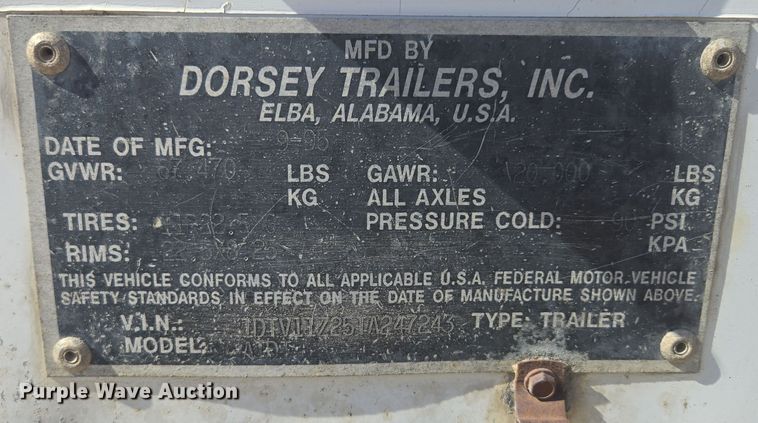 MFD BY
DORSEY TRAILERS, INC.
ELBA, ALABAMA, U.S.A.
DATE OF MFG:
GVWR: LBS GAWR: LBS
KG ALL AXLES KG
TIRES: PRESSURE COLD: PSI
KPA
RIMS:
THIS VEHICLE CONFORMS TO ALL APPLICABLE U.S.A. FEDERAL MOTOR VEHICLE
SAFETY STANDARDS IN EFFECT ON THE DATE OF MANUFACTURE SHOWN ABOVE.
V.I.N.: TYPE: TRAILER
MODEL:
Purple Wave Auction